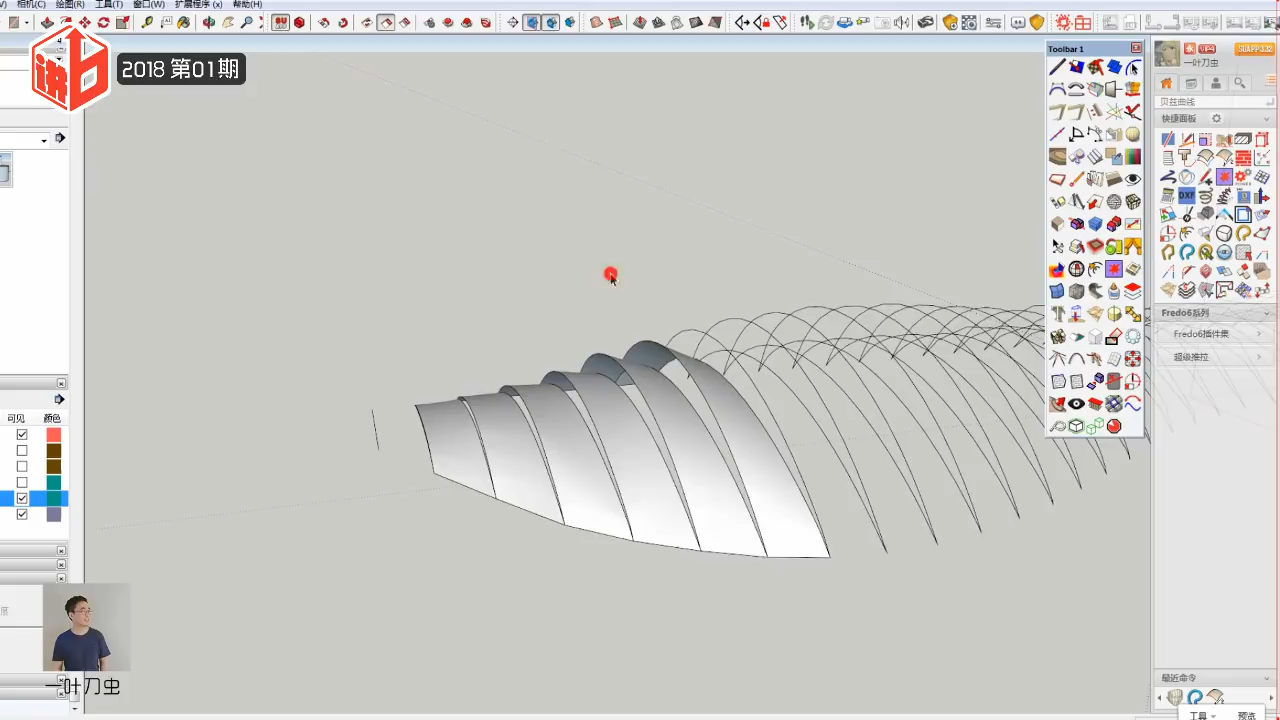 相机(C) 绘图(R) 工具(T) 窗口(W) 扩展程序(x) 帮助(H)
2018 第01期
Toolbar 1
一叶刀虫
贝兹曲线
快捷面板
DXF
Fredo6系列
Fredo6插件集
超级推拉
可见 颜色
度
一叶刀虫
最近命令
工具 预览